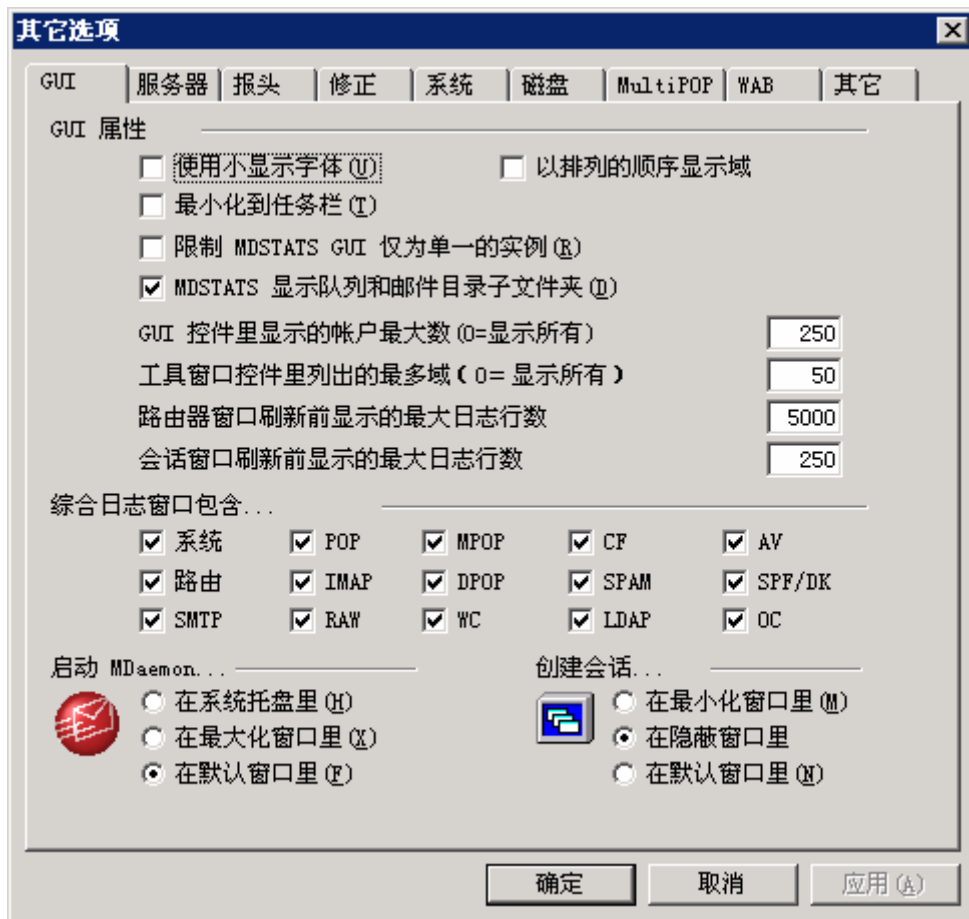 其它选项
GUI 服务器 报头 修正 系统 磁盘 MultiPOP WAB 其它
GUI 属性
使用小显示字体(U) 以排列的顺序显示域
最小化到任务栏(T)
限制 MDSTATS GUI 仅为单一的实例(R)
MDSTATS 显示队列和邮件目录子文件夹(D)
GUI 控件里显示的帐户最大数(0=显示所有) 250
工具窗口控件里列出的最多域(0= 显示所有) 50
路由器窗口刷新前显示的最大日志行数 5000
会话窗口刷新前显示的最大日志行数 250
综合日志窗口包含...
系统 POP MPOP CF AV
路由 IMAP DPOP SPAM SPF/DK
SMTP RAW WC LDAP OC
启动 MDaemon... 创建会话...
在系统托盘里(H) 在最小化窗口里(M)
在最大化窗口里(X) 在隐蔽窗口里
在默认窗口里(F) 在默认窗口里(N)
确定 取消 应用(A)